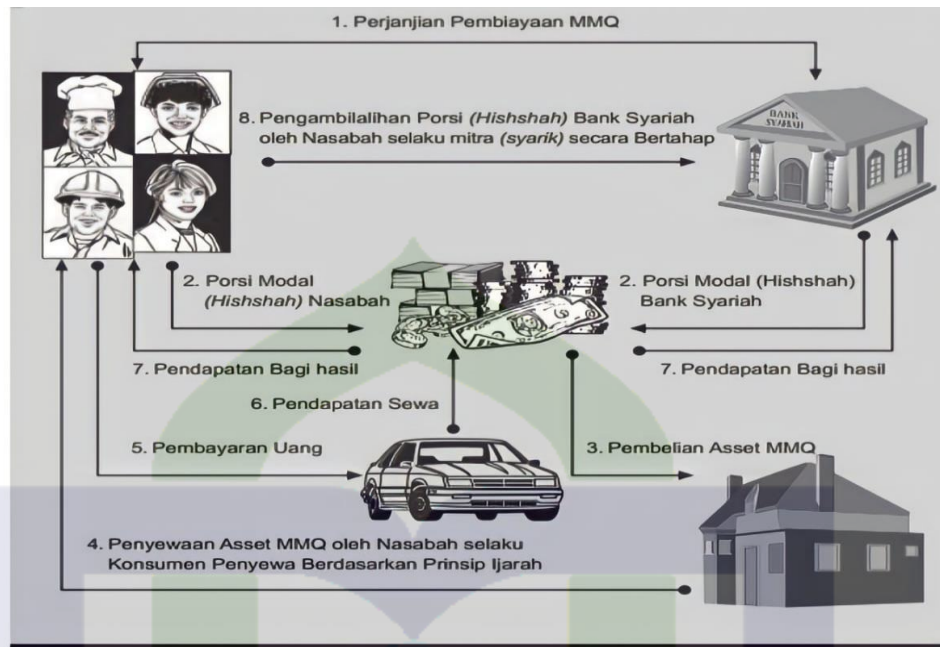 1. Perjanjian Pembiayaan MMQ
BANK
SYARIAH
8. Pengambilalihan Porsi (Hishshah) Bank Syariah
oleh Nasabah selaku mitra (syarik) secara Bertahap
2. Porsi Modal
(Hishshah) Nasabah
2. Porsi Modal (Hishshah)
Bank Syariah
7. Pendapatan Bagi hasil
7. Pendapatan Bagi hasil
6. Pendapatan Sewa
5. Pembayaran Uang
3. Pembelian Asset MMQ
4. Penyewaan Asset MMQ oleh Nasabah selaku
Konsumen Penyewa Berdasarkan Prinsip Ijarah